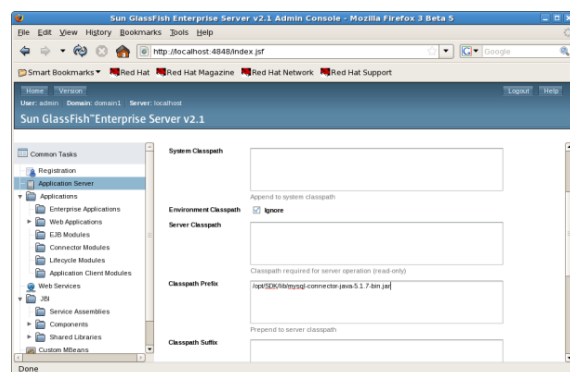 Sun GlassFish Enterprise Server v2.1 Admin Console - Mozilla Firefox 3 Beta 5
File Edit View History Bookmarks Tools Help
http://localhost:4848/index.jsf
Google
Smart Bookmarks Red Hat Red Hat Magazine Red Hat Network Red Hat Support
Home Version
Logout Help
User: admin Domain: domain1 Server: localhost
Sun GlassFish™ Enterprise Server v2.1
Common Tasks
Registration
Application Server
Applications
Enterprise Applications
Web Applications
EJB Modules
Connector Modules
Lifecycle Modules
Application Client Modules
Web Services
JBI
Service Assemblies
Components
Shared Libraries
Custom MBeans
System Classpath
Append to system classpath
Environment Classpath Ignore
Server Classpath
Classpath required for server operation (read-only)
Classpath Prefix
/opt/SDK/lib/mysql-connector-java-5.1.7-bin.jar
Prepend to server classpath
Classpath Suffix
Done